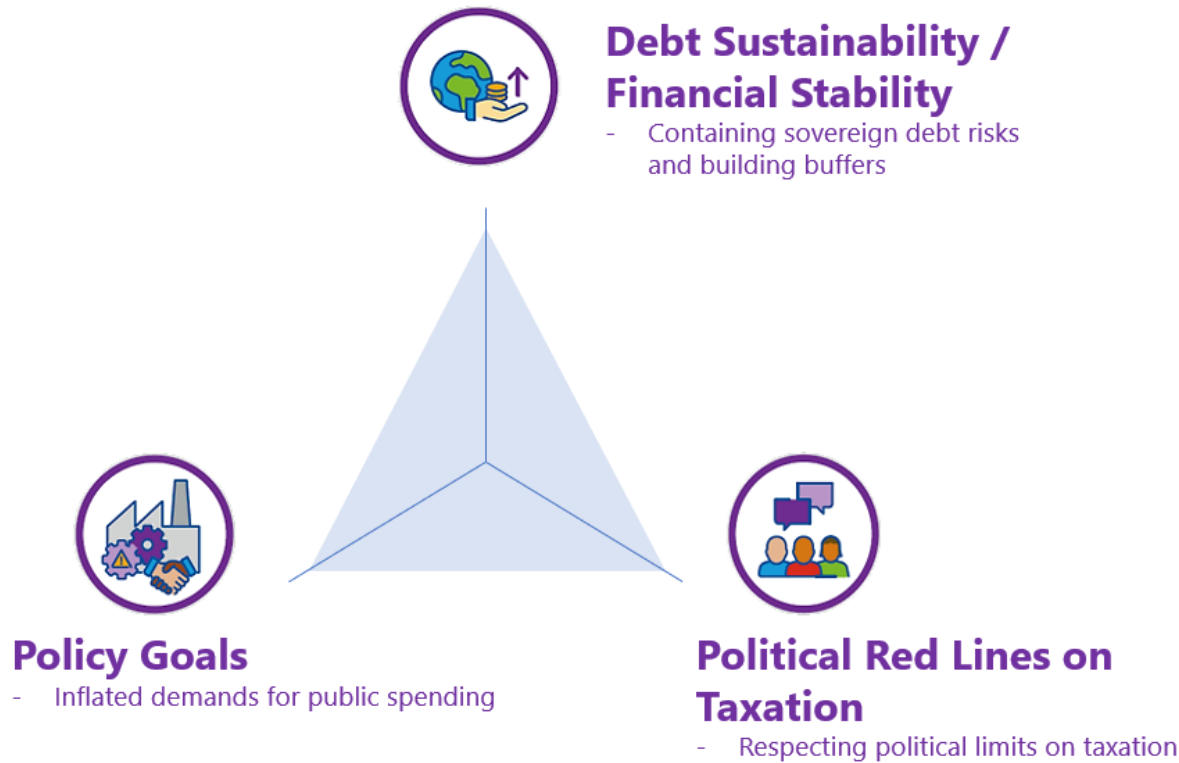 Debt Sustainability /
Financial Stability
- Containing sovereign debt risks
and building buffers
Policy Goals
- Inflated demands for public spending
Political Red Lines on
Taxation
- Respecting political limits on taxation